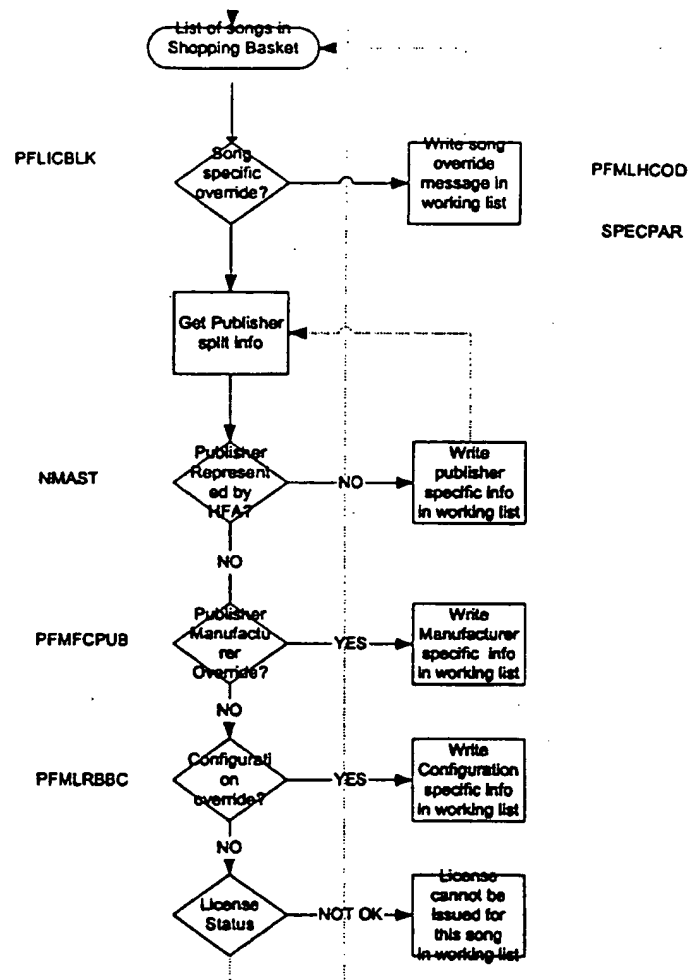 List of songs in
Shopping Basket
PFLICBLK
Song
specific
override?
Write song
override
message in
working list
PFMLHCOD
SPECPAR
Get Publisher
split info
NMAST
Publisher
Represent
ed by
HFA?
NO
Write
publisher
specific info
in working list
NO
PFMFCPUB
Publisher
Manufactu
rer
Override?
YES
Write
Manufacturer
specific info
in working list
NO
PFMLRBBC
Configurati
on
override?
YES
Write
Configuration
specific info
in working list
NO
License
Status
NOT OK
License
cannot be
issued for
this song
in working list